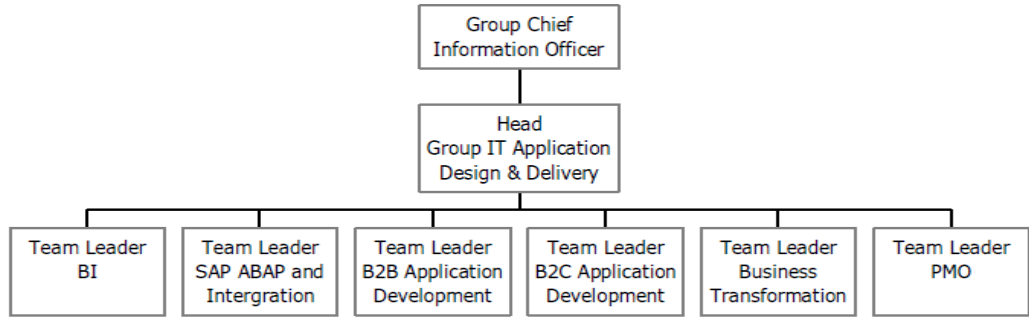 Group Chief
Information Officer
Head
Group IT Application
Design & Delivery
Team Leader
BI
Team Leader
SAP ABAP and
Intergration
Team Leader
B2B Application
Development
Team Leader
B2C Application
Development
Team Leader
Business
Transformation
Team Leader
PMO